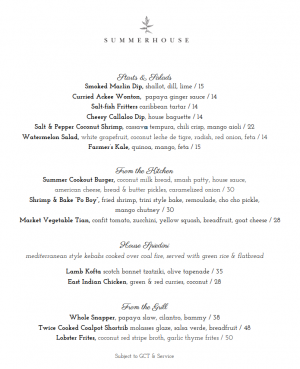 SUMMERHOUSE
Starts & Salads
Smoked Marlin Dip, shallot, dill, lime / 15
Curried Ackee Wonton, papaya ginger sauce / 14
Salt-fish Fritters caribbean tartar / 14
Cheezy Callaloo Dip, house baguette / 14
Salt & Pepper Coconut Shrimp, cassava tempura, chili crisp, mango aioli / 22
Watermelon Salad, white grapefruit, coconut leche de tigre, radish, red onion, feta / 14
Farmer's Kale, quinoa, mango, feta / 15
From the Kitchen
Summer Cookout Burger, coconut milk bread, smash patty, house sauce,
american cheese, bread & butter pickles, caramelized onion / 30
Shrimp & Bake "Po Boy", fried shrimp, trini style bake, remoulade, cho cho pickle,
mango chutney / 30
Market Vegetable Tian, confit tomato, zucchini, yellow squash, breadfruit, goat cheese / 28
House Spiedini
mediterranean style kebabs cooked over coal fire, served with green rice & flatbread
Lamb Kofta scotch bonnet tzatziki, olive tapenade / 35
East Indian Chicken, green & red curries, coconut / 28
From the Grill
Whole Snapper, papaya slaw, cilantro, bammy / 38
Twice Cooked Coalpot Shortrib molasses glaze, salsa verde, breadfruit / 48
Lobster Frites, coconut red stripe broth, garlic thyme frites / 50
Subject to GCT & Service